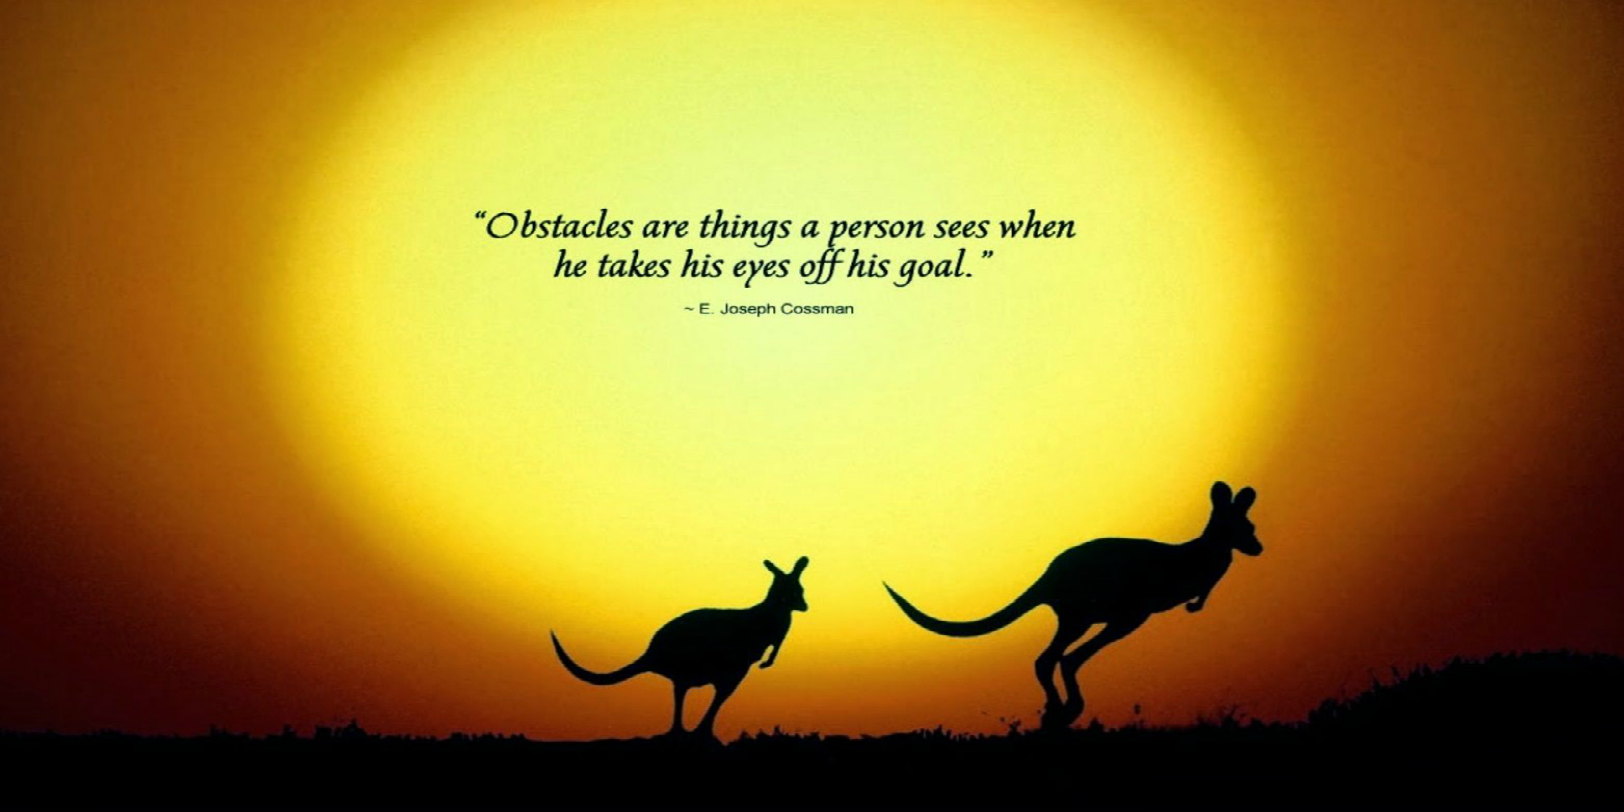 “Obstacles are things a person sees when
he takes his eyes off his goal.”
~ E. Joseph Cossman